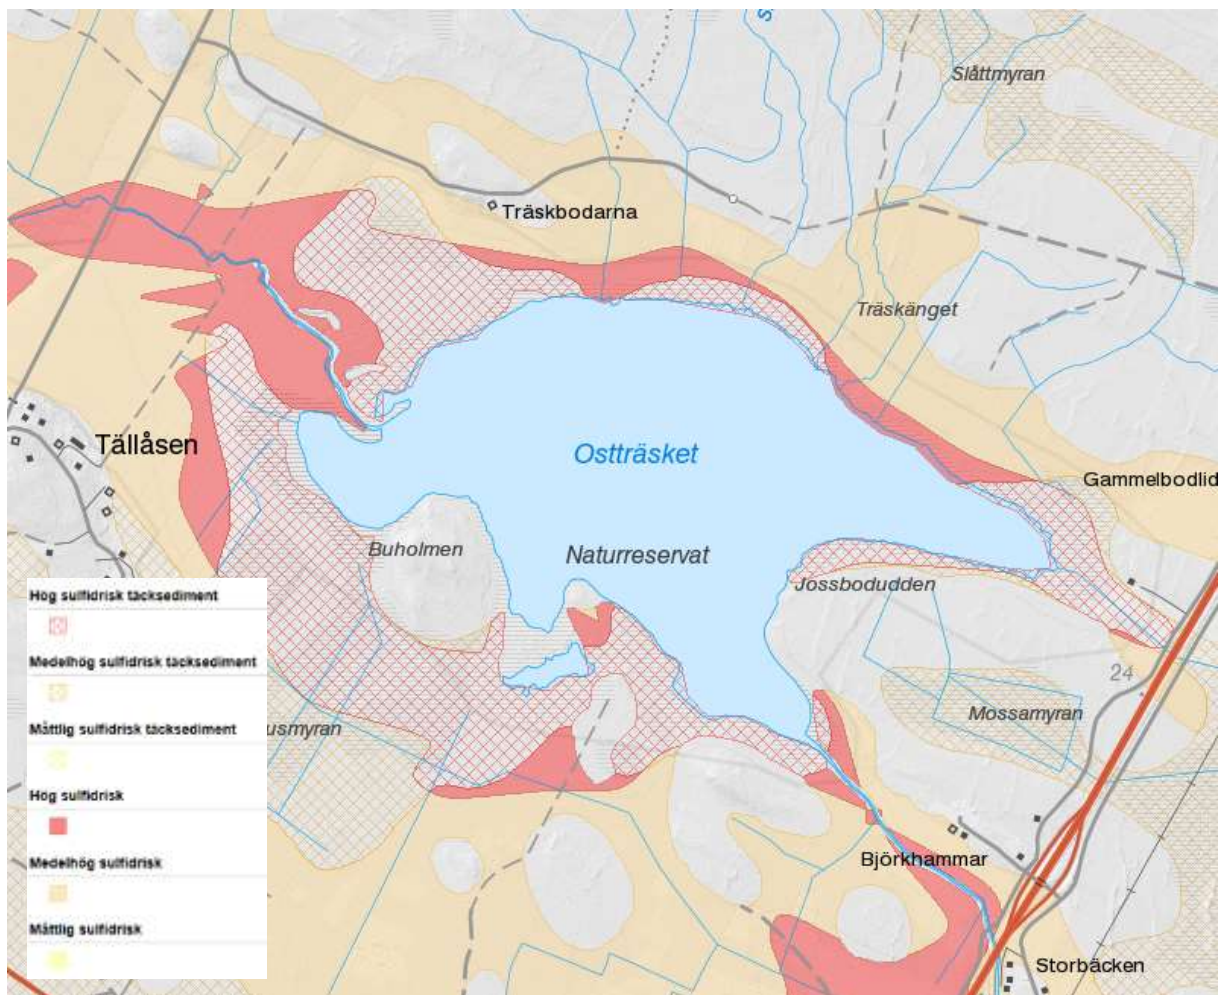 Slåttmyran
Träskbodarna
Träskänget
Tällåsen
Ostträsket
Gammelbodlid
Buholmen
Naturreservat
Jossbodudden
Hög sulfidrisk täcksediment
Medelhög sulfidrisk täcksediment
24
Mossamyran
usmyran
Måttlig sulfidrisk täcksediment
Hög sulfidrisk
Medelhög sulfidrisk
Björkhammar
Måttlig sulfidrisk
Storbäcken